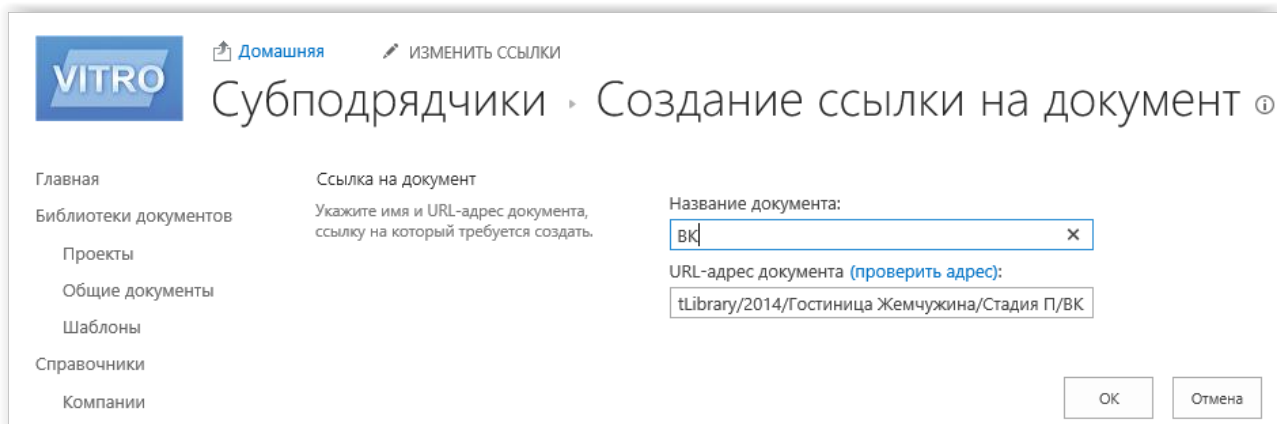 VITRO
Домашняя
ИЗМЕНИТЬ ССЫЛКИ
Субподрядчики ▸ Создание ссылки на документ
Главная
Библиотеки документов
Проекты
Общие документы
Шаблоны
Справочники
Компании
Ссылка на документ
Укажите имя и URL-адрес документа,
ссылку на который требуется создать.
Название документа:
ВК
URL-адрес документа (проверить адрес):
tLibrary/2014/Гостиница Жемчужина/Стадия П/ВК
ОК
Отмена